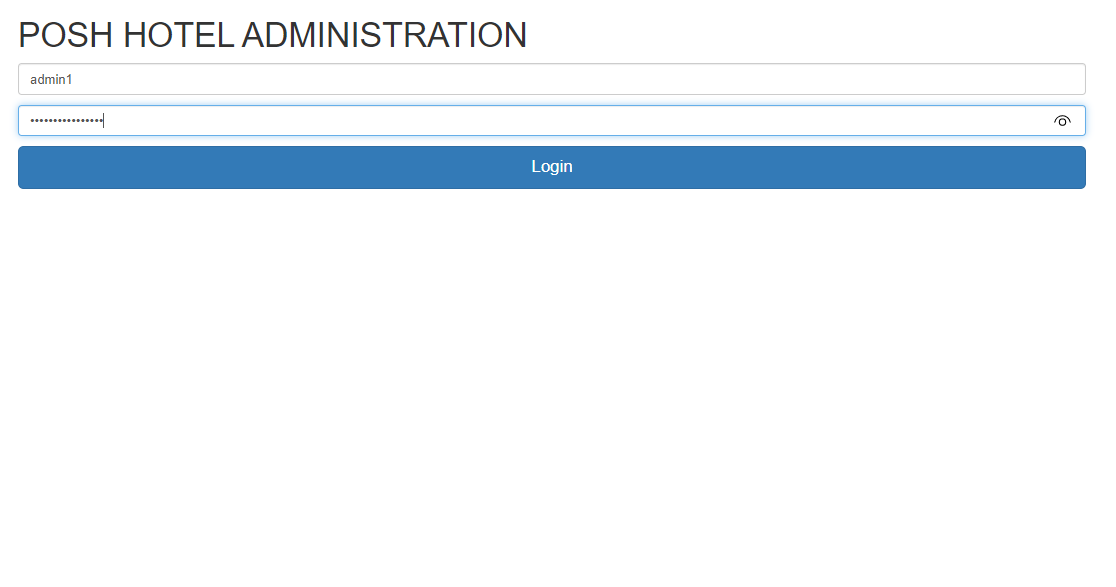 POSH HOTEL ADMINISTRATION
admin1
••••••••••••••••
Login